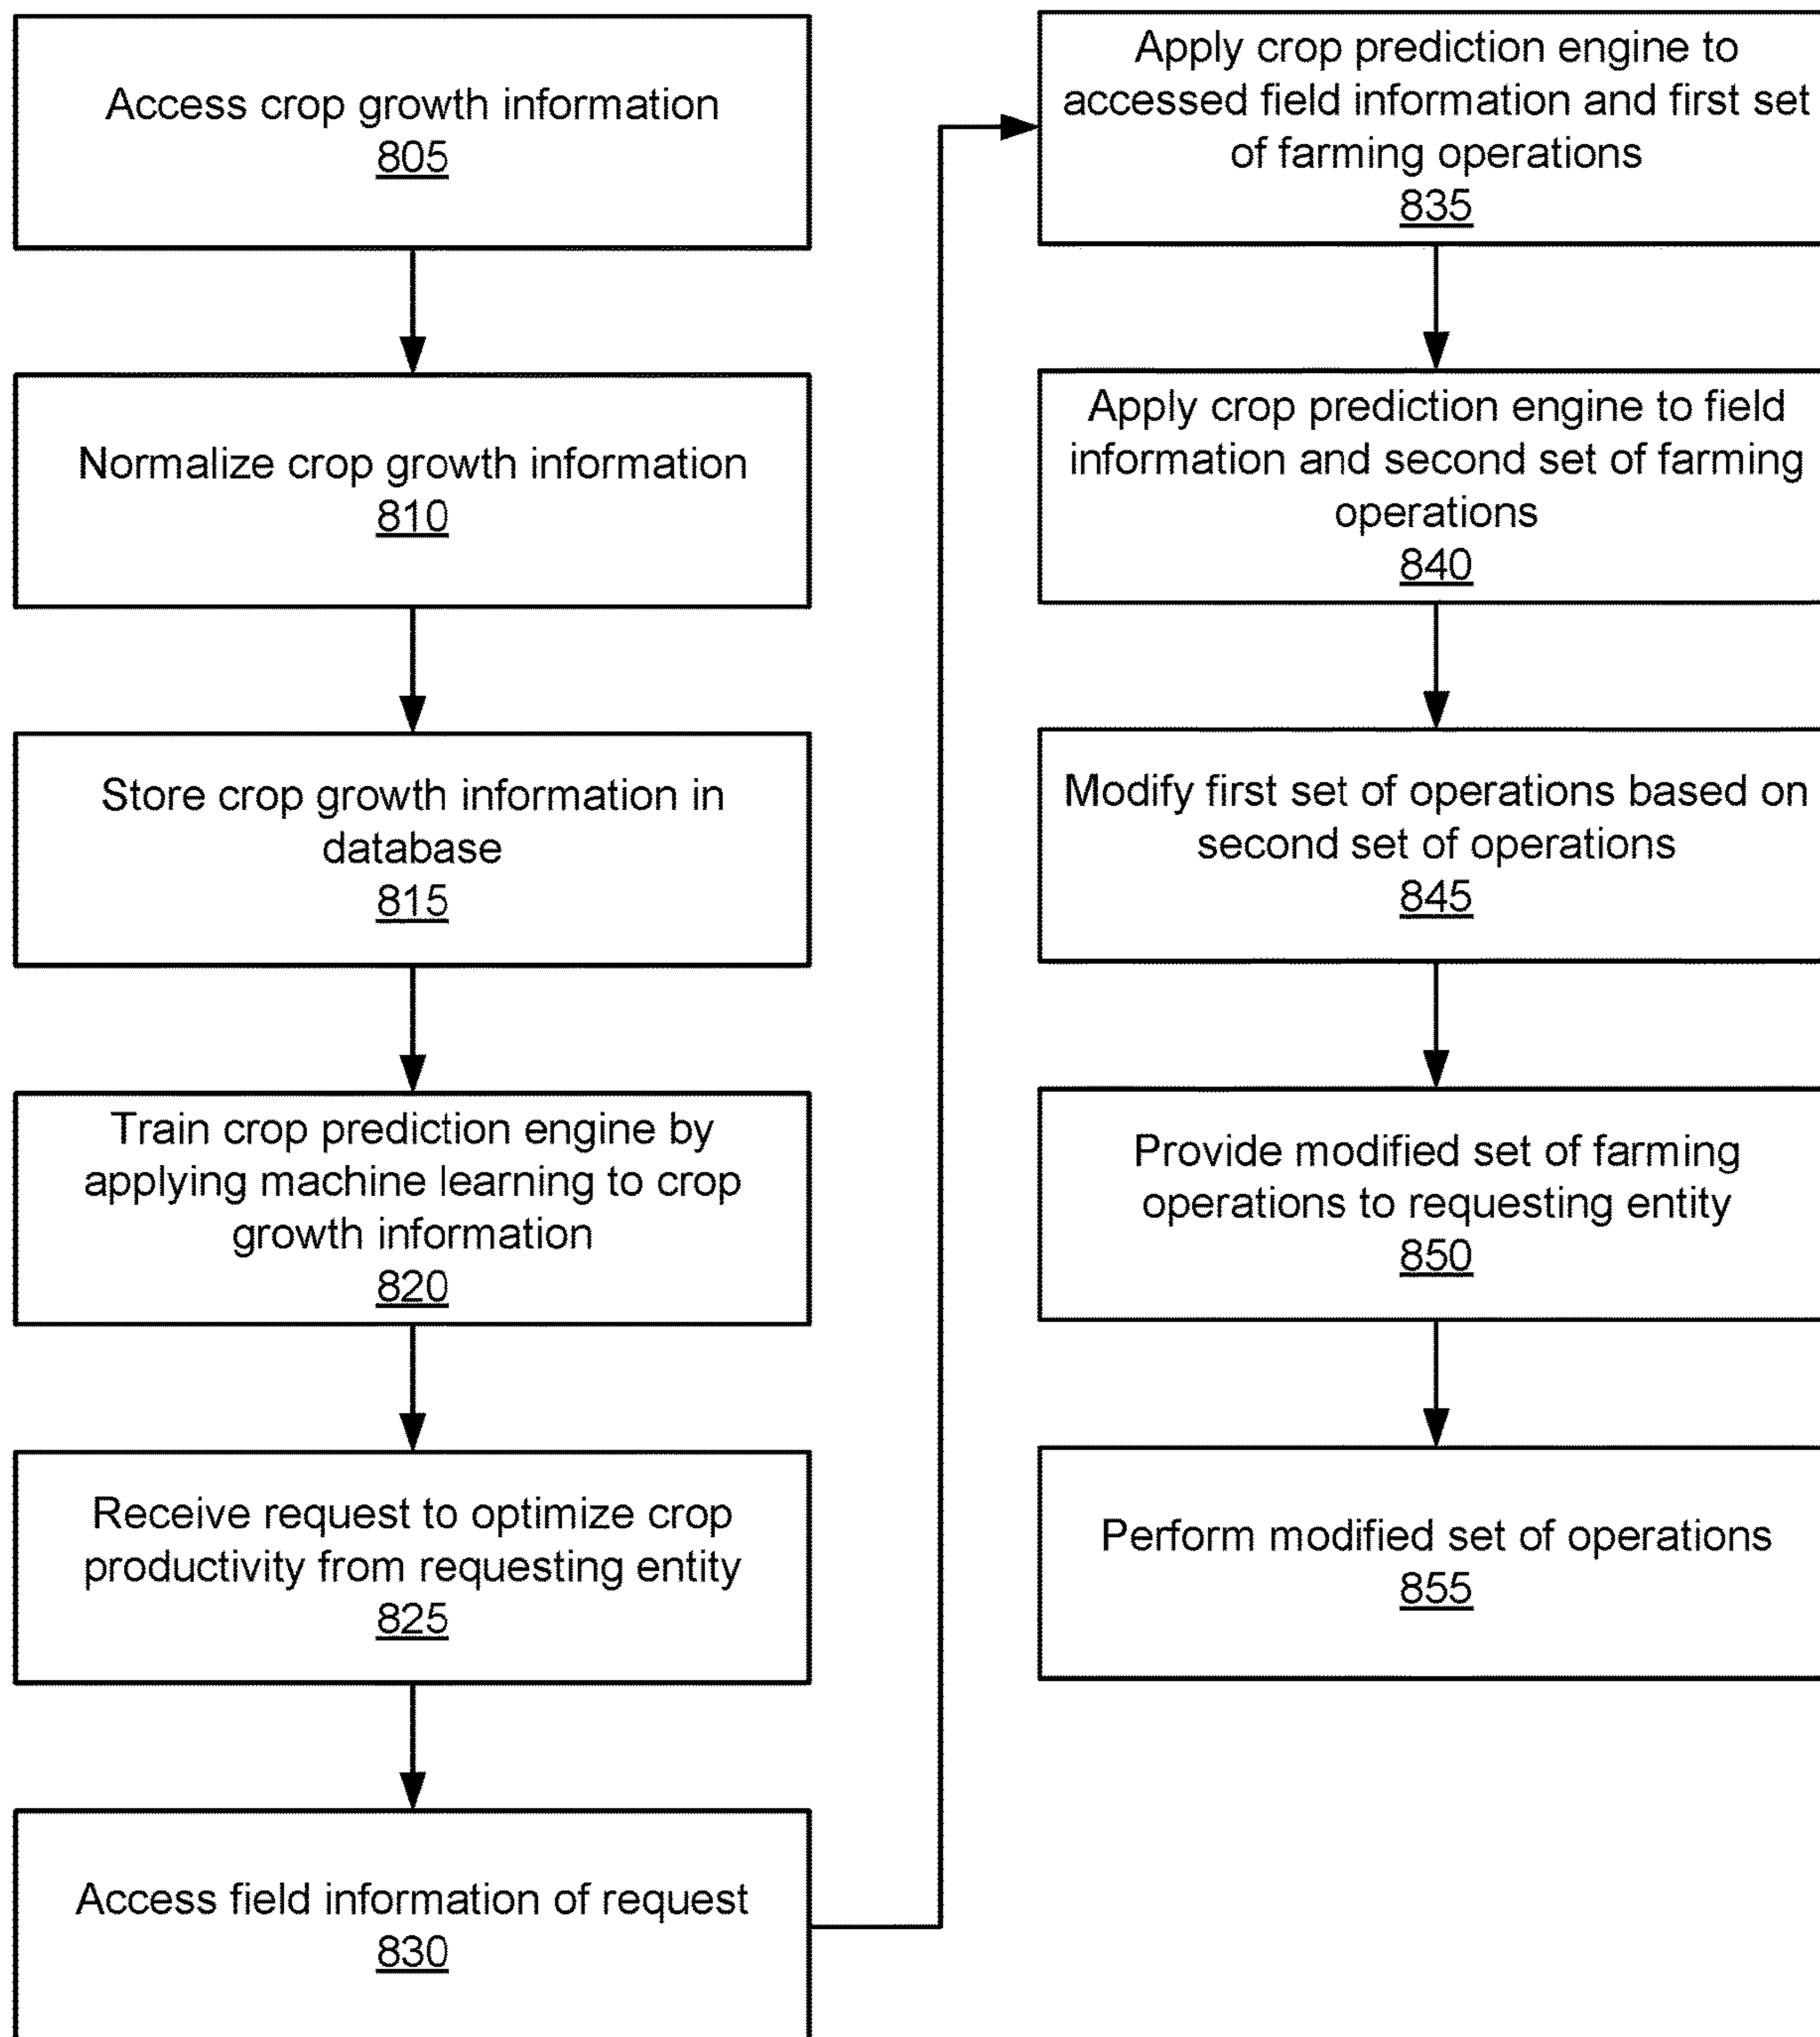 Access crop growth information
805
Normalize crop growth information
810
Store crop growth information in
database
815
Train crop prediction engine by
applying machine learning to crop
growth information
820
Receive request to optimize crop
productivity from requesting entity
825
Access field information of request
830
Apply crop prediction engine to
accessed field information and first set
of farming operations
835
Apply crop prediction engine to field
information and second set of farming
operations
840
Modify first set of operations based on
second set of operations
845
Provide modified set of farming
operations to requesting entity
850
Perform modified set of operations
855